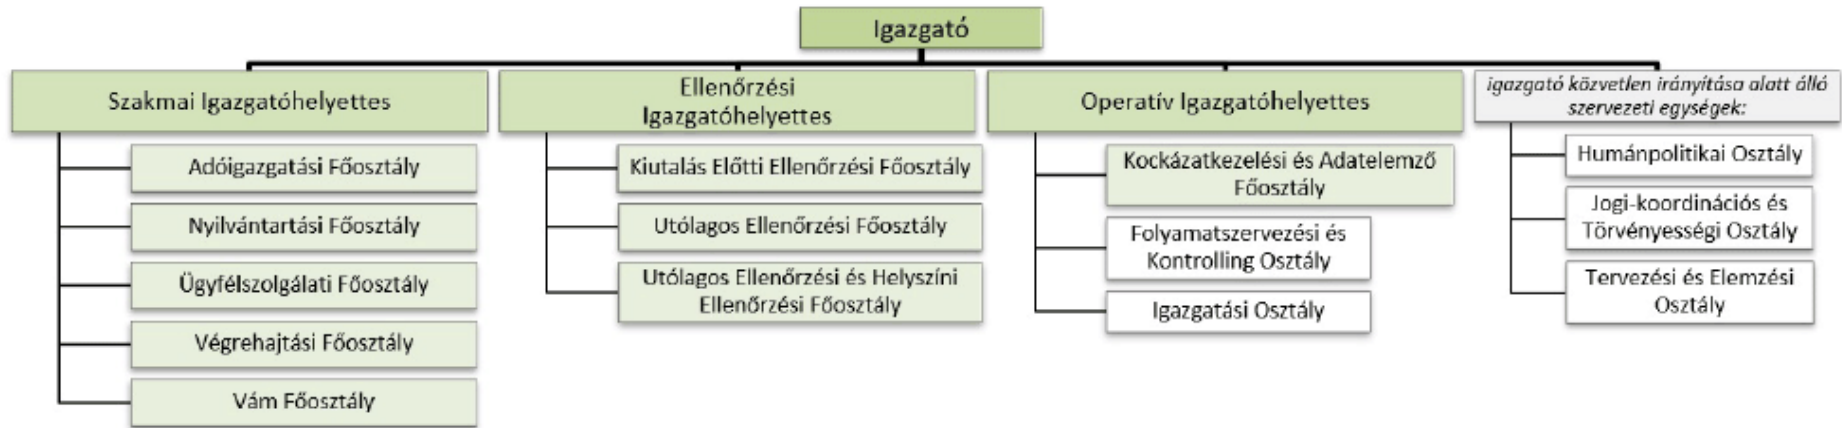 Igazgató
Szakmai Igazgatóhelyettes
Adóigazgatási Főosztály
Nyilvántartási Főosztály
Ügyfélszolgálati Főosztály
Végrehajtási Főosztály
Vám Főosztály
Ellenőrzési
Igazgatóhelyettes
Kiutalás Előtti Ellenőrzési Főosztály
Utólagos Ellenőrzési Főosztály
Utólagos Ellenőrzési és Helyszíni
Ellenőrzési Főosztály
Operatív Igazgatóhelyettes
Kockázatkezelési és Adatelemző
Főosztály
Folyamatszervezési és
Kontrolling Osztály
Igazgatási Osztály
igazgató közvetlen irányítása alatt álló
szervezeti egységek:
Humánpolitikai Osztály
Jogi-koordinációs és
Törvényességi Osztály
Tervezési és Elemzési
Osztály